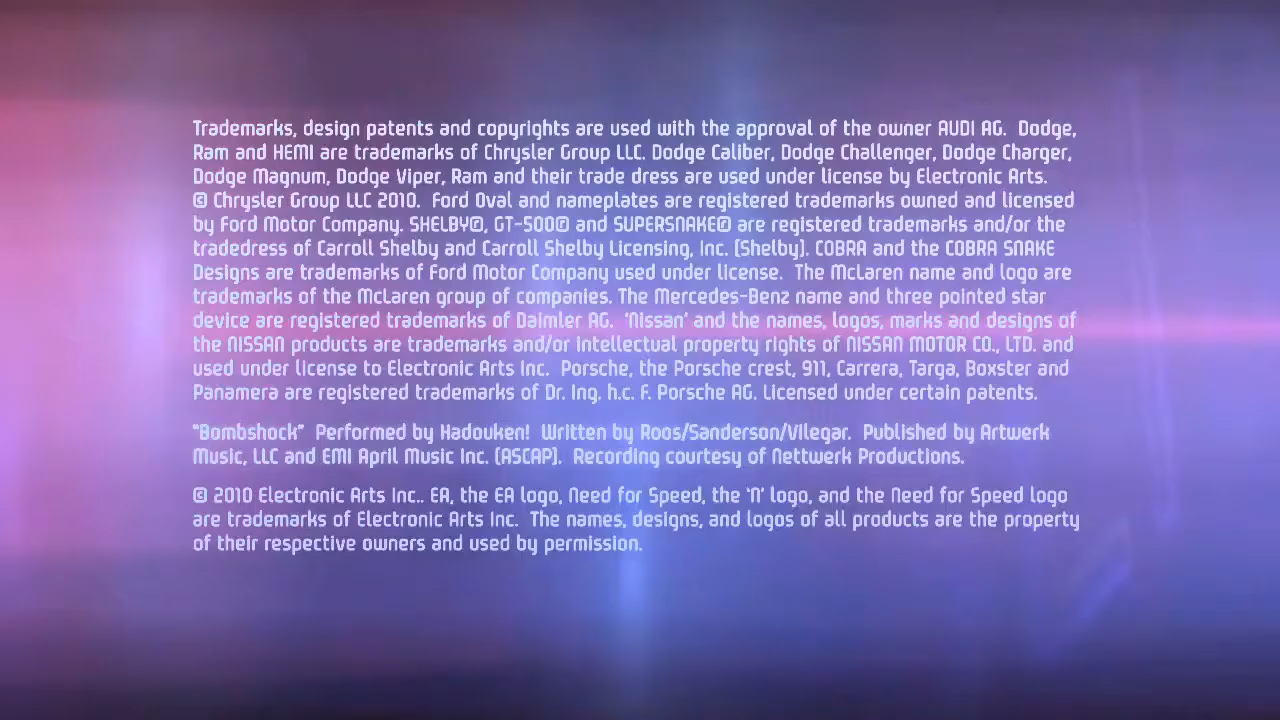 Trademarks, design patents and copyrights are used with the approval of the owner AUDI AG.  Dodge,
Ram and HEMI are trademarks of Chrysler Group LLC. Dodge Caliber, Dodge Challenger, Dodge Charger,
Dodge Magnum, Dodge Viper, Ram and their trade dress are used under license by Electronic Arts.
© Chrysler Group LLC 2010.  Ford Oval and nameplates are registered trademarks owned and licensed
by Ford Motor Company. SHELBY®, GT-500® and SUPERSNAKE® are registered trademarks and/or the
tradedress of Carroll Shelby and Carroll Shelby Licensing, Inc. (Shelby). COBRA and the COBRA SNAKE
Designs are trademarks of Ford Motor Company used under license.  The McLaren name and logo are
trademarks of the McLaren group of companies. The Mercedes-Benz name and three pointed star
device are registered trademarks of Daimler AG.  'Nissan' and the names, logos, marks and designs of
the NISSAN products are trademarks and/or intellectual property rights of NISSAN MOTOR CO., LTD. and
used under license to Electronic Arts Inc.  Porsche, the Porsche crest, 911, Carrera, Targa, Boxster and
Panamera are registered trademarks of Dr. Ing. h.c. F. Porsche AG. Licensed under certain patents.
"Bombshock"  Performed by Hadouken!  Written by Roos/Sanderson/Vilegar.  Published by Artwerk
Music, LLC and EMI April Music Inc. (ASCAP).  Recording courtesy of Nettwerk Productions.
© 2010 Electronic Arts Inc.. EA, the EA logo, Need for Speed, the 'N' logo, and the Need for Speed logo
are trademarks of Electronic Arts Inc.  The names, designs, and logos of all products are the property
of their respective owners and used by permission.